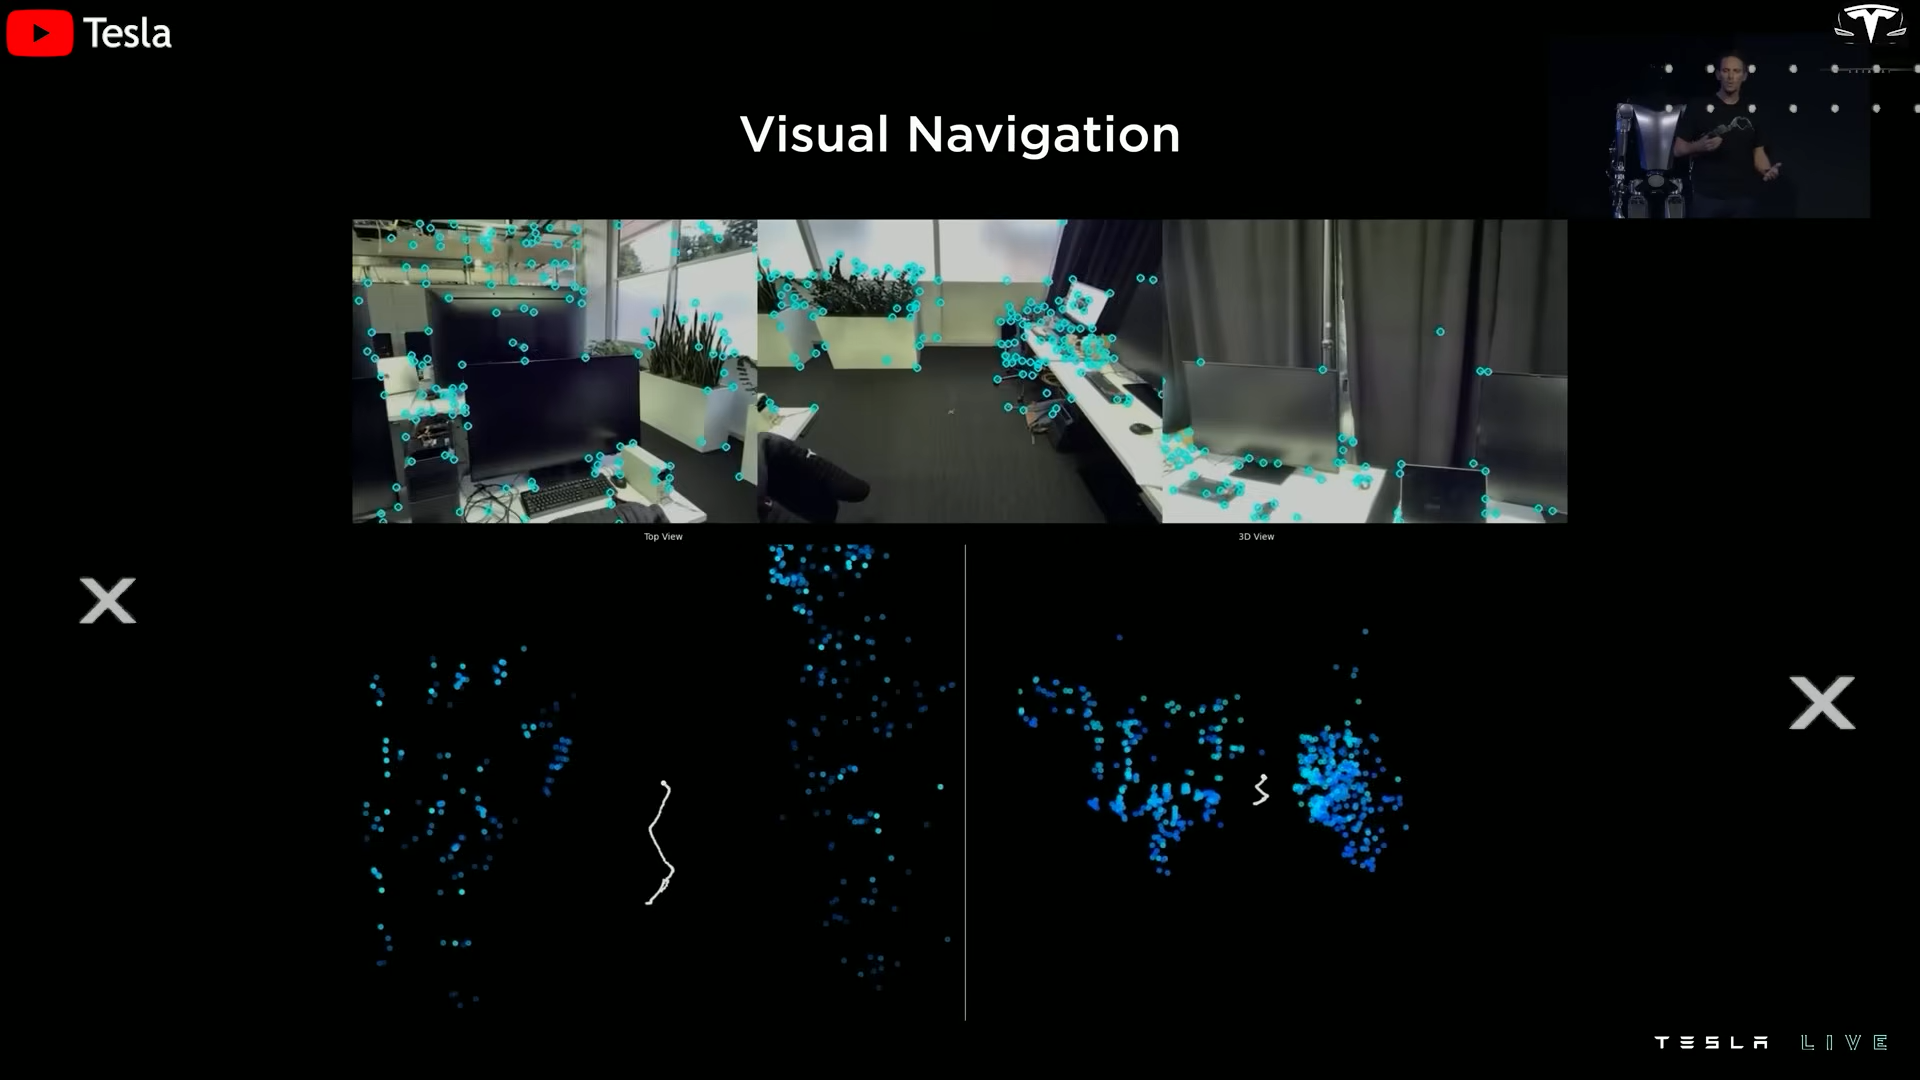 Tesla
Visual Navigation
Top View
3D View
TESLA LIVE